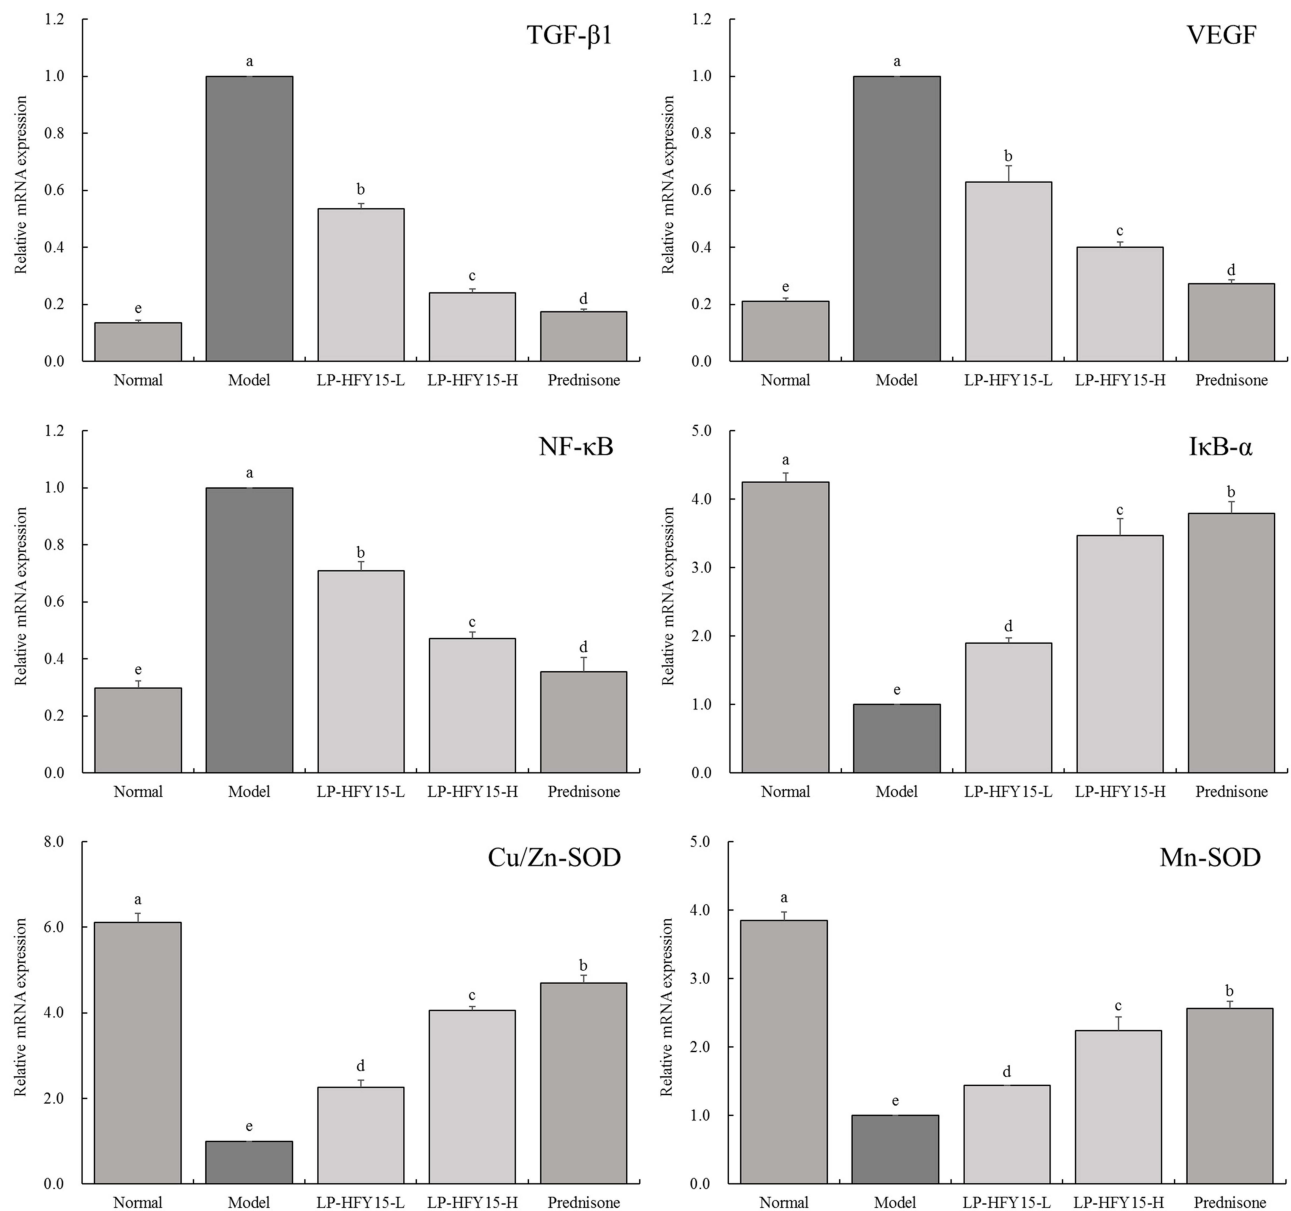 TGF-β1
Relative mRNA expression
1.2
1.0
0.8
0.6
0.4
0.2
0.0
e
a
b
c
d
Normal Model LP-HFY15-L LP-HFY15-H Prednisone
VEGF
Relative mRNA expression
1.2
1.0
0.8
0.6
0.4
0.2
0.0
e
a
b
c
d
Normal Model LP-HFY15-L LP-HFY15-H Prednisone
NF-κB
Relative mRNA expression
1.2
1.0
0.8
0.6
0.4
0.2
0.0
e
a
b
c
d
Normal Model LP-HFY15-L LP-HFY15-H Prednisone
IκB-α
Relative mRNA expression
5.0
4.0
3.0
2.0
1.0
0.0
a
e
d
c
b
Normal Model LP-HFY15-L LP-HFY15-H Prednisone
Cu/Zn-SOD
Relative mRNA expression
8.0
6.0
4.0
2.0
0.0
a
e
d
c
b
Normal Model LP-HFY15-L LP-HFY15-H Prednisone
Mn-SOD
Relative mRNA expression
5.0
4.0
3.0
2.0
1.0
0.0
a
e
d
c
b
Normal Model LP-HFY15-L LP-HFY15-H Prednisone